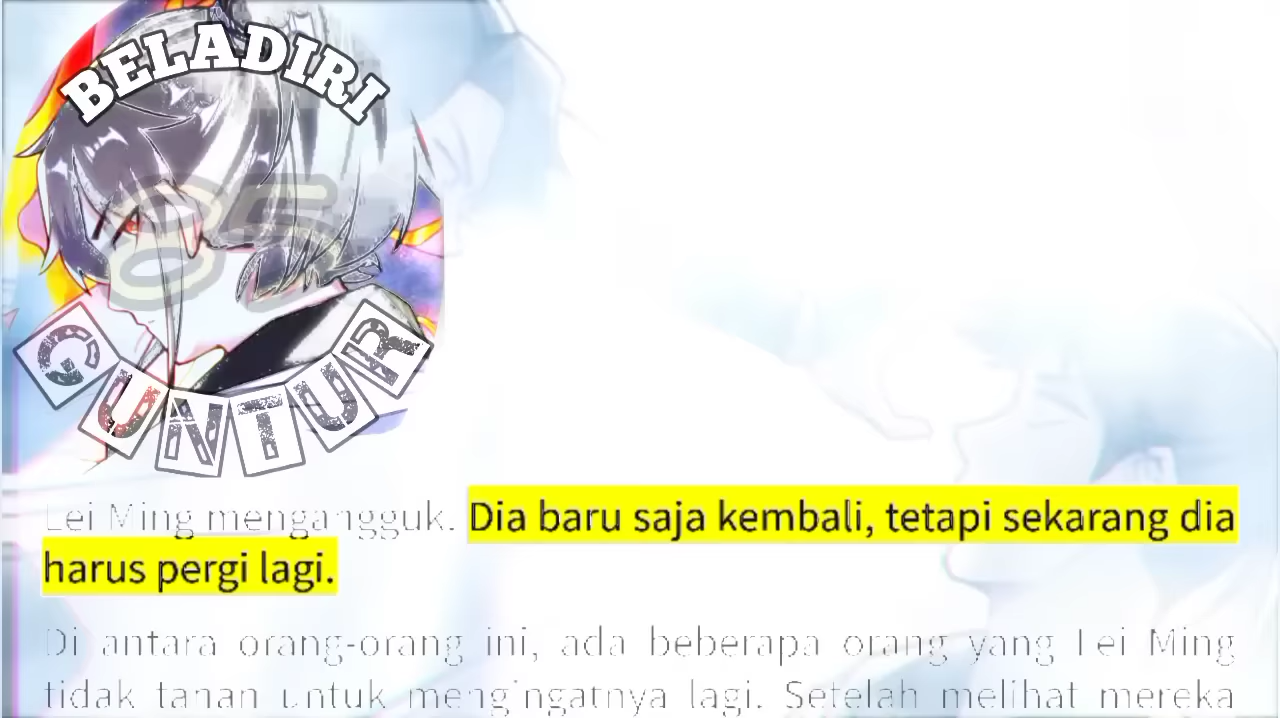 BELADIRI
85
GUNTUR
Lei Ming mengangguk. Dia baru saja kembali, tetapi sekarang dia
harus pergi lagi.
Di antara orang-orang ini, ada beberapa orang yang Lei Ming
tidak tahan untuk mengingatnya lagi. Setelah melihat mereka